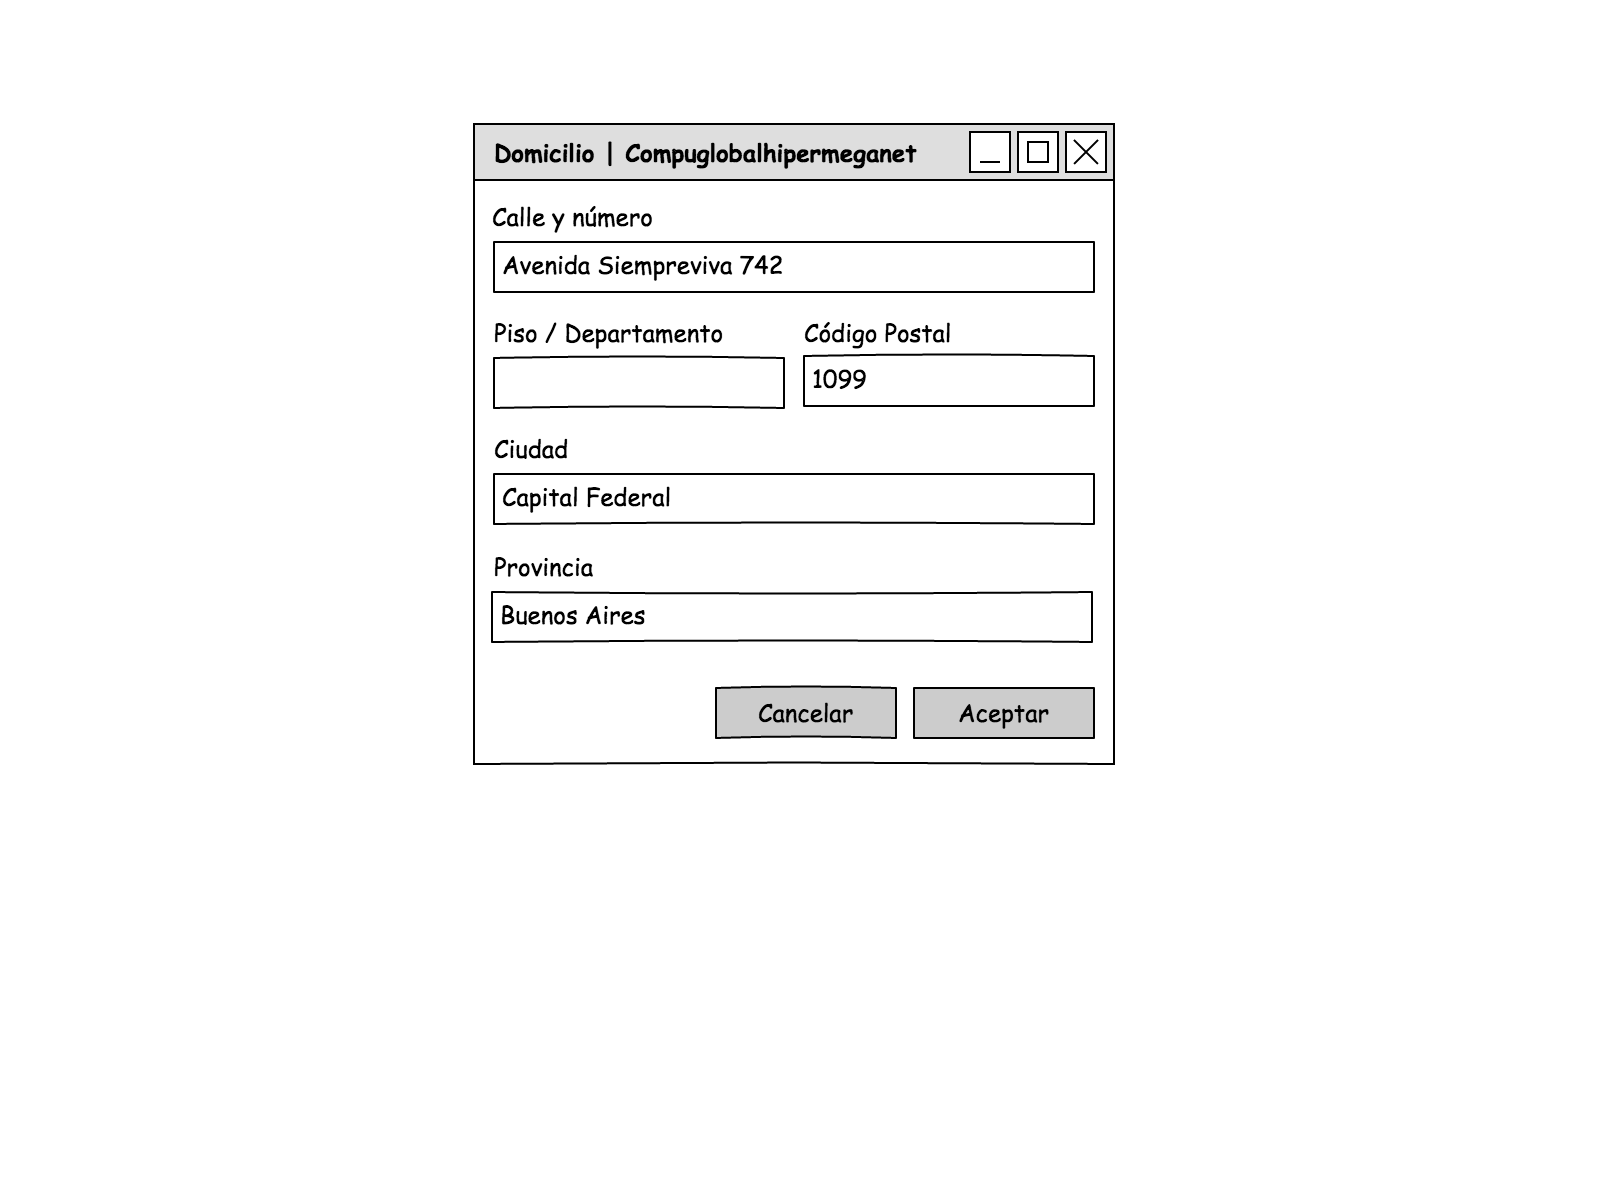 Domicilio | Compuglobalhipermeganet
Calle y número
Avenida Siempreviva 742
Piso / Departamento
Código Postal
1099
Ciudad
Capital Federal
Provincia
Buenos Aires
Cancelar
Aceptar